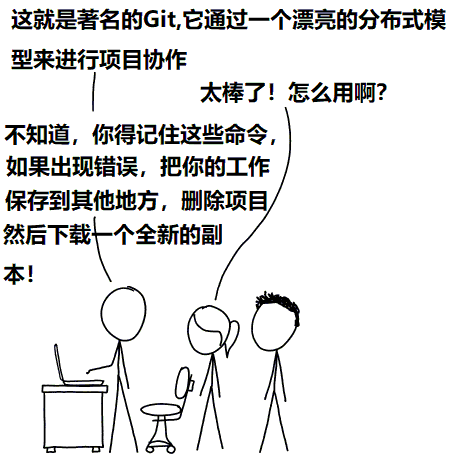 这就是著名的Git,它通过一个漂亮的分布式模
型来进行项目协作
太棒了！怎么用啊？
不知道，你得记住这些命令，
如果出现错误，把你的工作
保存到其他地方，删除项目
然后下载一个全新的副
本！